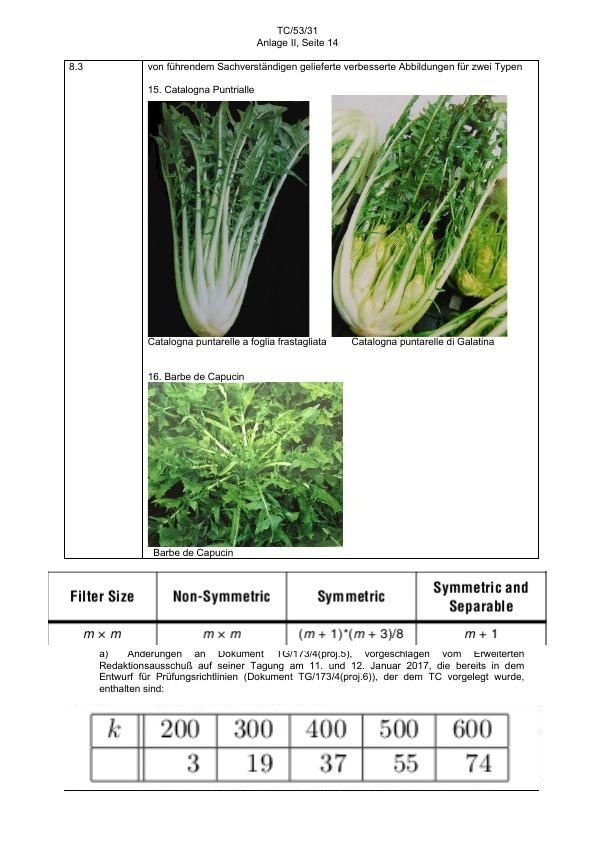 TC/53/31
Anlage II, Seite 14
8.3 von führendem Sachverständigen gelieferte verbesserte Abbildungen für zwei Typen
15. Catalogna Puntrialle
Catalogna puntarelle a foglia frastagliata Catalogna puntarelle di Galatina
16. Barbe de Capucin
Barbe de Capucin
Filter Size Non-Symmetric Symmetric Symmetric and Separable
m × m m × m (m + 1)*(m + 3)/8 m + 1
a) Änderungen an Dokument TG/173/4(proj.5), vorgeschlagen vom Erweiterten
Redaktionsausschuß auf seiner Tagung am 11. und 12. Januar 2017, die bereits in dem
Entwurf für Prüfungsrichtlinien (Dokument TG/173/4(proj.6)), der dem TC vorgelegt wurde,
enthalten sind:
k 200 300 400 500 600
3 19 37 55 74